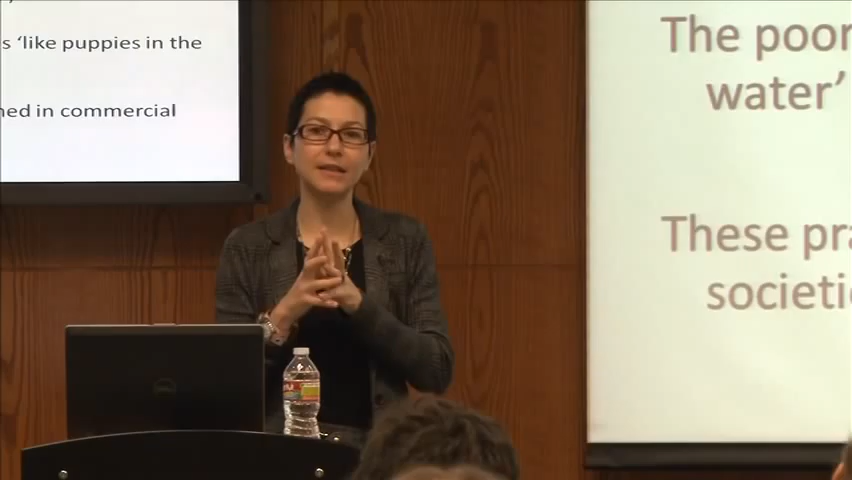 s 'like puppies in the
ned in commercial
The poor
water'
These pra
societi